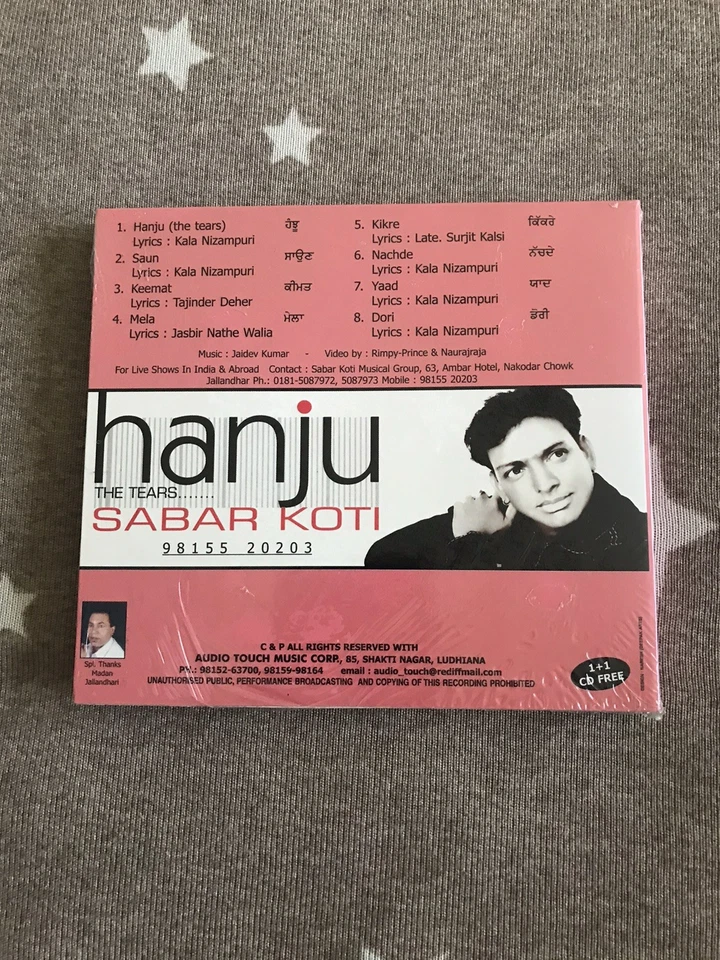 1. Hanju (the tears) ਹੰਝੂ
Lyrics : Kala Nizampuri
2. Saun ਸਾਉਣ
Lyrics : Kala Nizampuri
3. Keemat ਕੀਮਤ
Lyrics : Tajinder Deher
4. Mela ਮੇਲਾ
Lyrics : Jasbir Nathe Walia
5. Kikre ਕਿੱਕਰੇ
Lyrics : Late. Surjit Kalsi
6. Nachde ਨੱਚਦੇ
Lyrics : Kala Nizampuri
7. Yaad ਯਾਦ
Lyrics : Kala Nizampuri
8. Dori ਡੋਰੀ
Lyrics : Kala Nizampuri
Music : Jaidev Kumar - Video by : Rimpy-Prince & Naurajraja
For Live Shows In India & Abroad Contact : Sabar Koti Musical Group, 63, Ambar Hotel, Nakodar Chowk
Jallandhar Ph.: 0181-5087972, 5087973 Mobile : 98155 20203
hanju
THE TEARS.......
SABAR KOTI
98155 20203
Spl. Thanks
Madan
Jallandhari
C & P ALL RIGHTS RESERVED WITH
AUDIO TOUCH MUSIC CORP, 85, SHAKTI NAGAR, LUDHIANA
PH.: 98152-63700, 98159-98164 email : audio_touch@rediffmail.com
UNAUTHORISED PUBLIC, PERFORMANCE BROADCASTING AND COPYING OF THIS RECORDING PROHIBITED
1+1
CD FREE